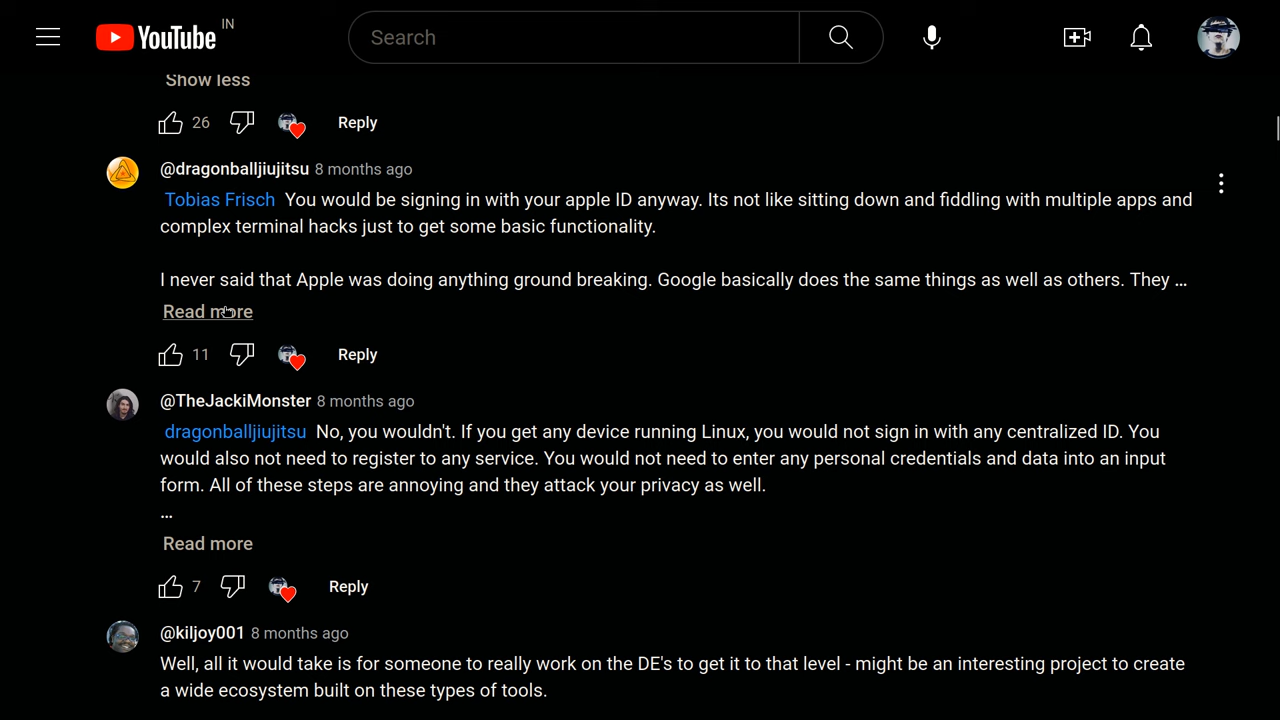 YouTube IN
Search
Show less
26 Reply
@dragonballjiujitsu 8 months ago
Tobias Frisch You would be signing in with your apple ID anyway. Its not like sitting down and fiddling with multiple apps and
complex terminal hacks just to get some basic functionality.
I never said that Apple was doing anything ground breaking. Google basically does the same things as well as others. They ...
Read more
11 Reply
@TheJackiMonster 8 months ago
dragonballjiujitsu No, you wouldn't. If you get any device running Linux, you would not sign in with any centralized ID. You
would also not need to register to any service. You would not need to enter any personal credentials and data into an input
form. All of these steps are annoying and they attack your privacy as well.
...
Read more
7 Reply
@kiljoy001 8 months ago
Well, all it would take is for someone to really work on the DE's to get it to that level - might be an interesting project to create
a wide ecosystem built on these types of tools.